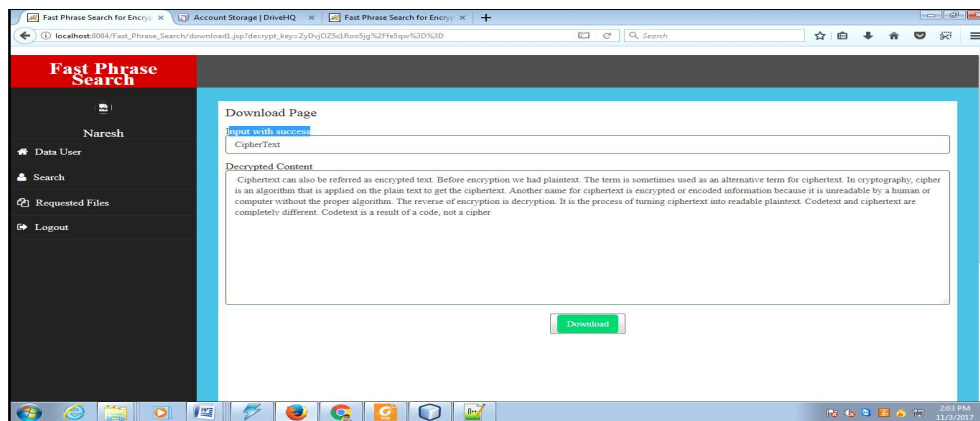 Fast Phrase Search for Encry
Account Storage | DriveHQ
Fast Phrase Search for Encry
localhost:8084/Fast_Phrase_Search/download1.jsp?decrypt_key=ZyDvjOZSx1RooSjg%2FfeSqw%3D%3D
Search
Fast Phrase
Search
Naresh
Data User
Search
Requested Files
Logout
Download Page
Input with success
CipherText
Decrypted Content
Ciphertext can also be referred as encrypted text. Before encryption we had plaintext. The term is sometimes used as an alternative term for ciphertext. In cryptography, cipher
is an algorithm that is applied on the plain text to get the ciphertext. Another name for ciphertext is encrypted or encoded information because it is unreadable by a human or
computer without the proper algorithm. The reverse of encryption is decryption. It is the process of turning ciphertext into readable plaintext. Codetext and ciphertext are
completely different. Codetext is a result of a code, not a cipher
Download
2:03 PM
11/3/2017